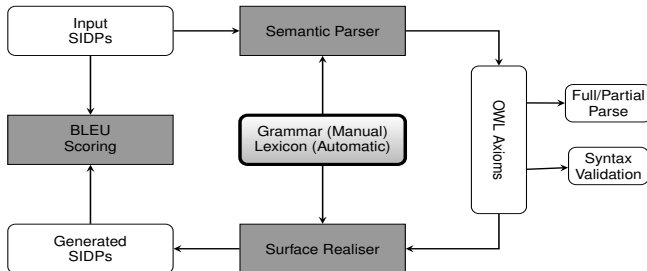 Input
SIDPs
Semantic Parser
Full/Partial
Parse
OWL Axioms
BLEU
Scoring
Grammar (Manual)
Lexicon (Automatic)
Syntax
Validation
Generated
SIDPs
Surface Realiser